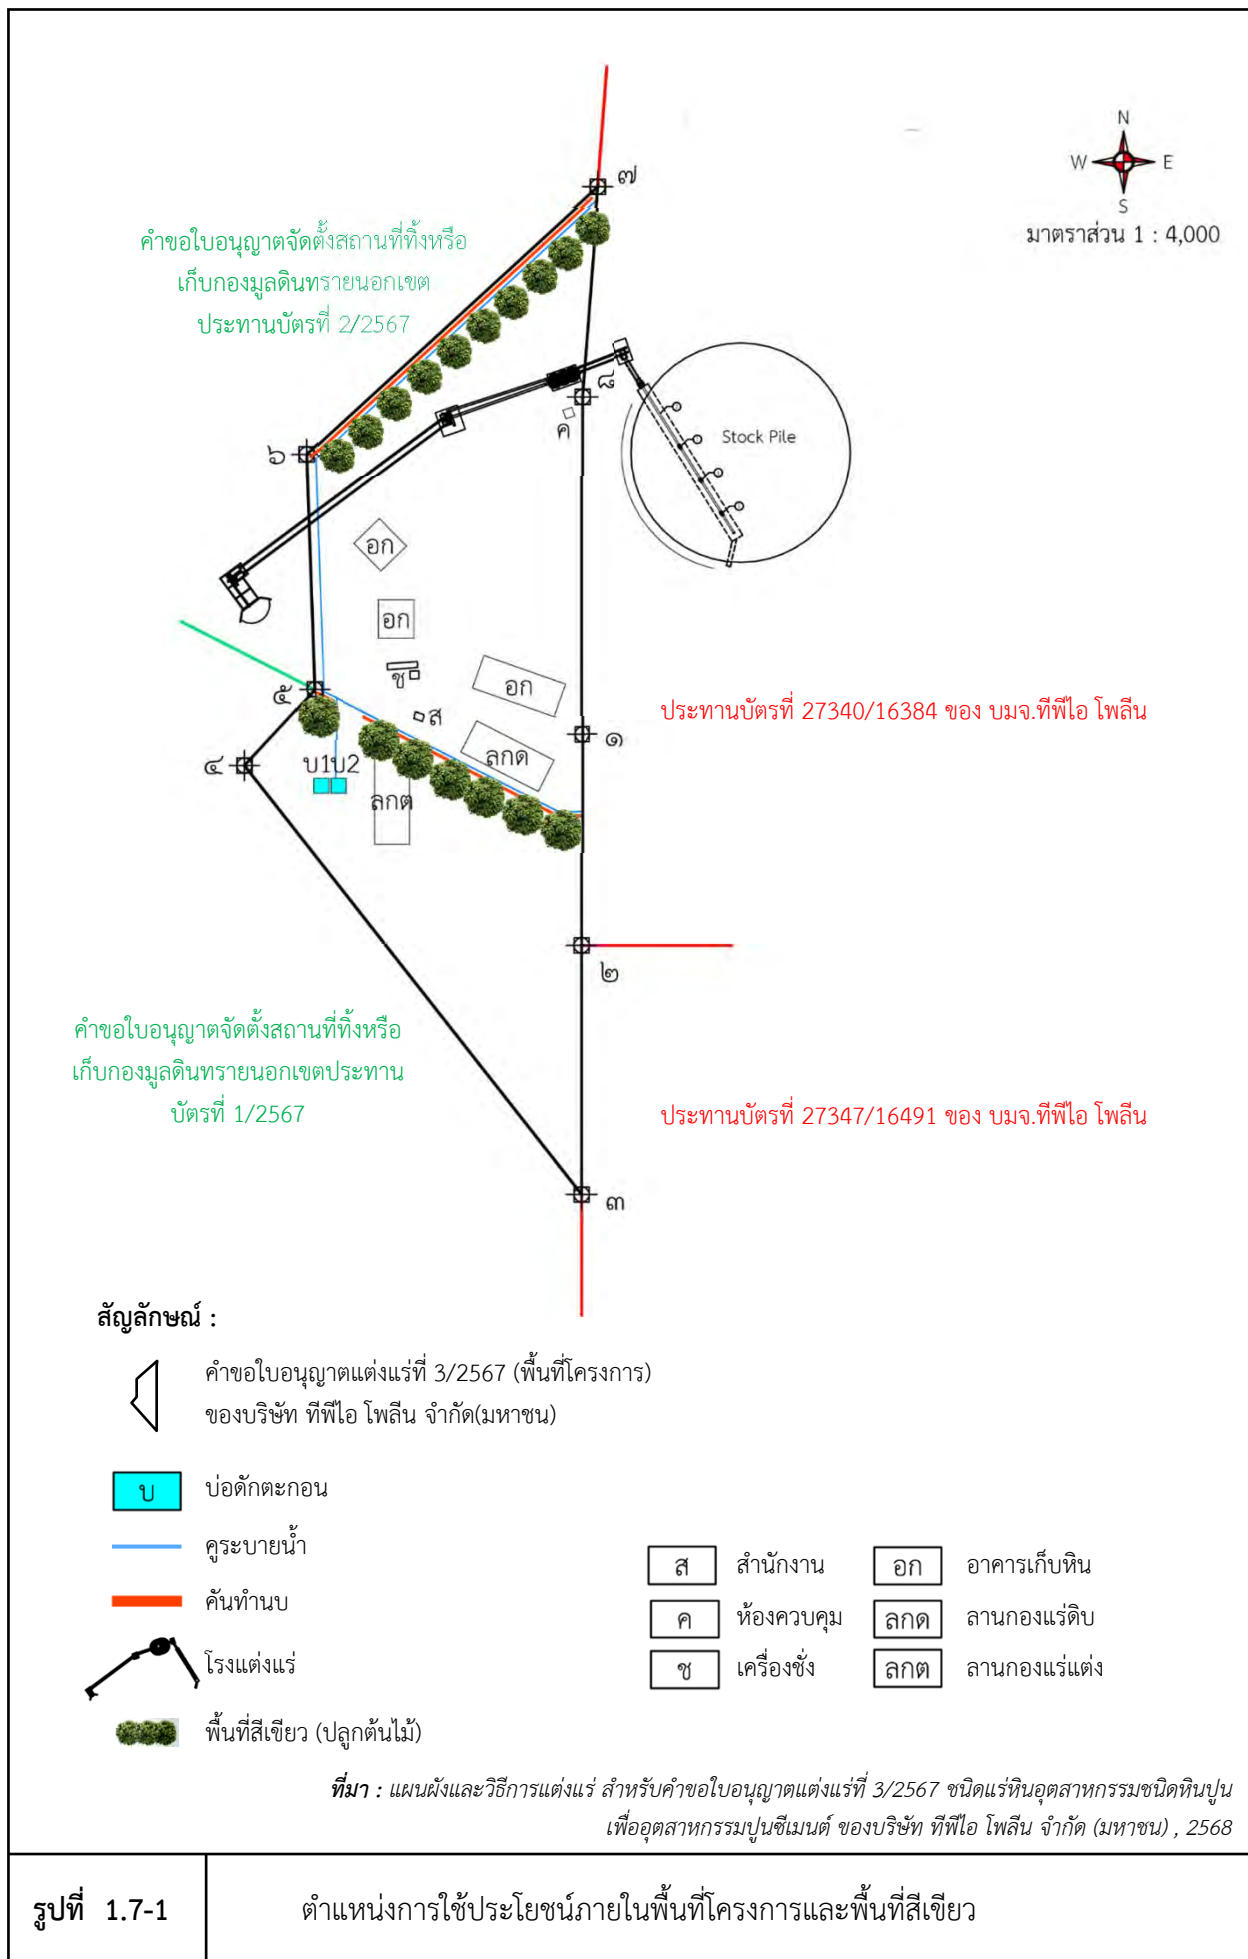 N
W E
S
มาตราส่วน 1 : 4,000
๗
คำขอใบอนุญาตจัดตั้งสถานที่ทิ้งหรือ
เก็บกองมูลดินทรายนอกเขต
ประทานบัตรที่ 2/2567
๘
ค
Stock Pile
๖
อก
อก
ช
อก
๕
ส
ประทานบัตรที่ 27340/16384 ของ บมจ.ทีพีไอ โพลีน
๑
๔
บ1บ2
ลกด
ลกต
๒
คำขอใบอนุญาตจัดตั้งสถานที่ทิ้งหรือ
เก็บกองมูลดินทรายนอกเขตประทาน
บัตรที่ 1/2567
ประทานบัตรที่ 27347/16491 ของ บมจ.ทีพีไอ โพลีน
๓
สัญลักษณ์ :
คำขอใบอนุญาตแต่งแร่ที่ 3/2567 (พื้นที่โครงการ)
ของบริษัท ทีพีไอ โพลีน จำกัด(มหาชน)
บ บ่อดักตะกอน
คูระบายน้ำ
คันทำนบ
โรงแต่งแร่
พื้นที่สีเขียว (ปลูกต้นไม้)
ส สำนักงาน อก อาคารเก็บหิน
ค ห้องควบคุม ลกด ลานกองแร่ดิบ
ช เครื่องชั่ง ลกต ลานกองแร่แต่ง
ที่มา : แผนผังและวิธีการแต่งแร่ สำหรับคำขอใบอนุญาตแต่งแร่ที่ 3/2567 ชนิดแร่หินอุตสาหกรรมชนิดหินปูน
เพื่ออุตสาหกรรมปูนซีเมนต์ ของบริษัท ทีพีไอ โพลีน จำกัด (มหาชน) , 2568
รูปที่ 1.7-1 ตำแหน่งการใช้ประโยชน์ภายในพื้นที่โครงการและพื้นที่สีเขียว